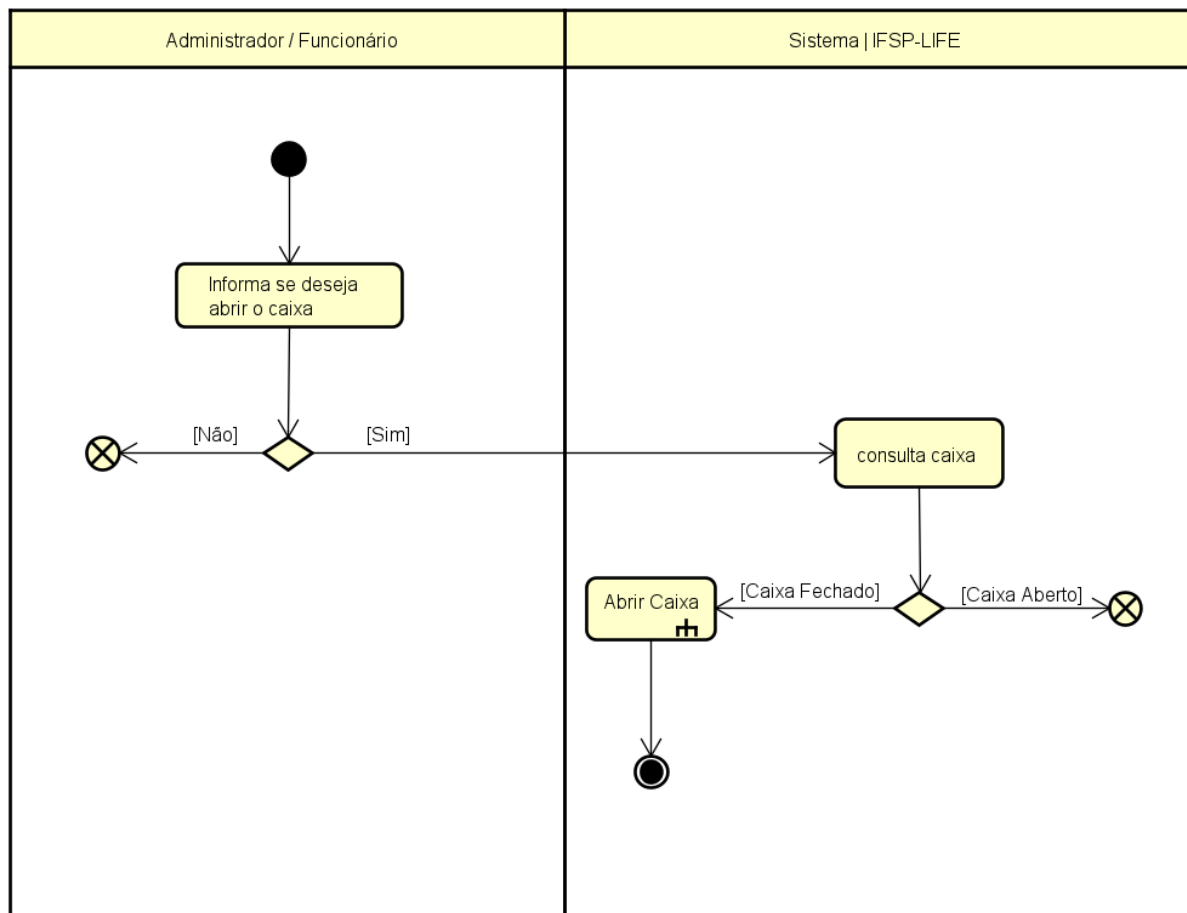 Administrador / Funcionário
Sistema | IFSP-LIFE
Informa se deseja
abrir o caixa
[Não]
[Sim]
consulta caixa
Abrir Caixa
[Caixa Fechado]
[Caixa Aberto]